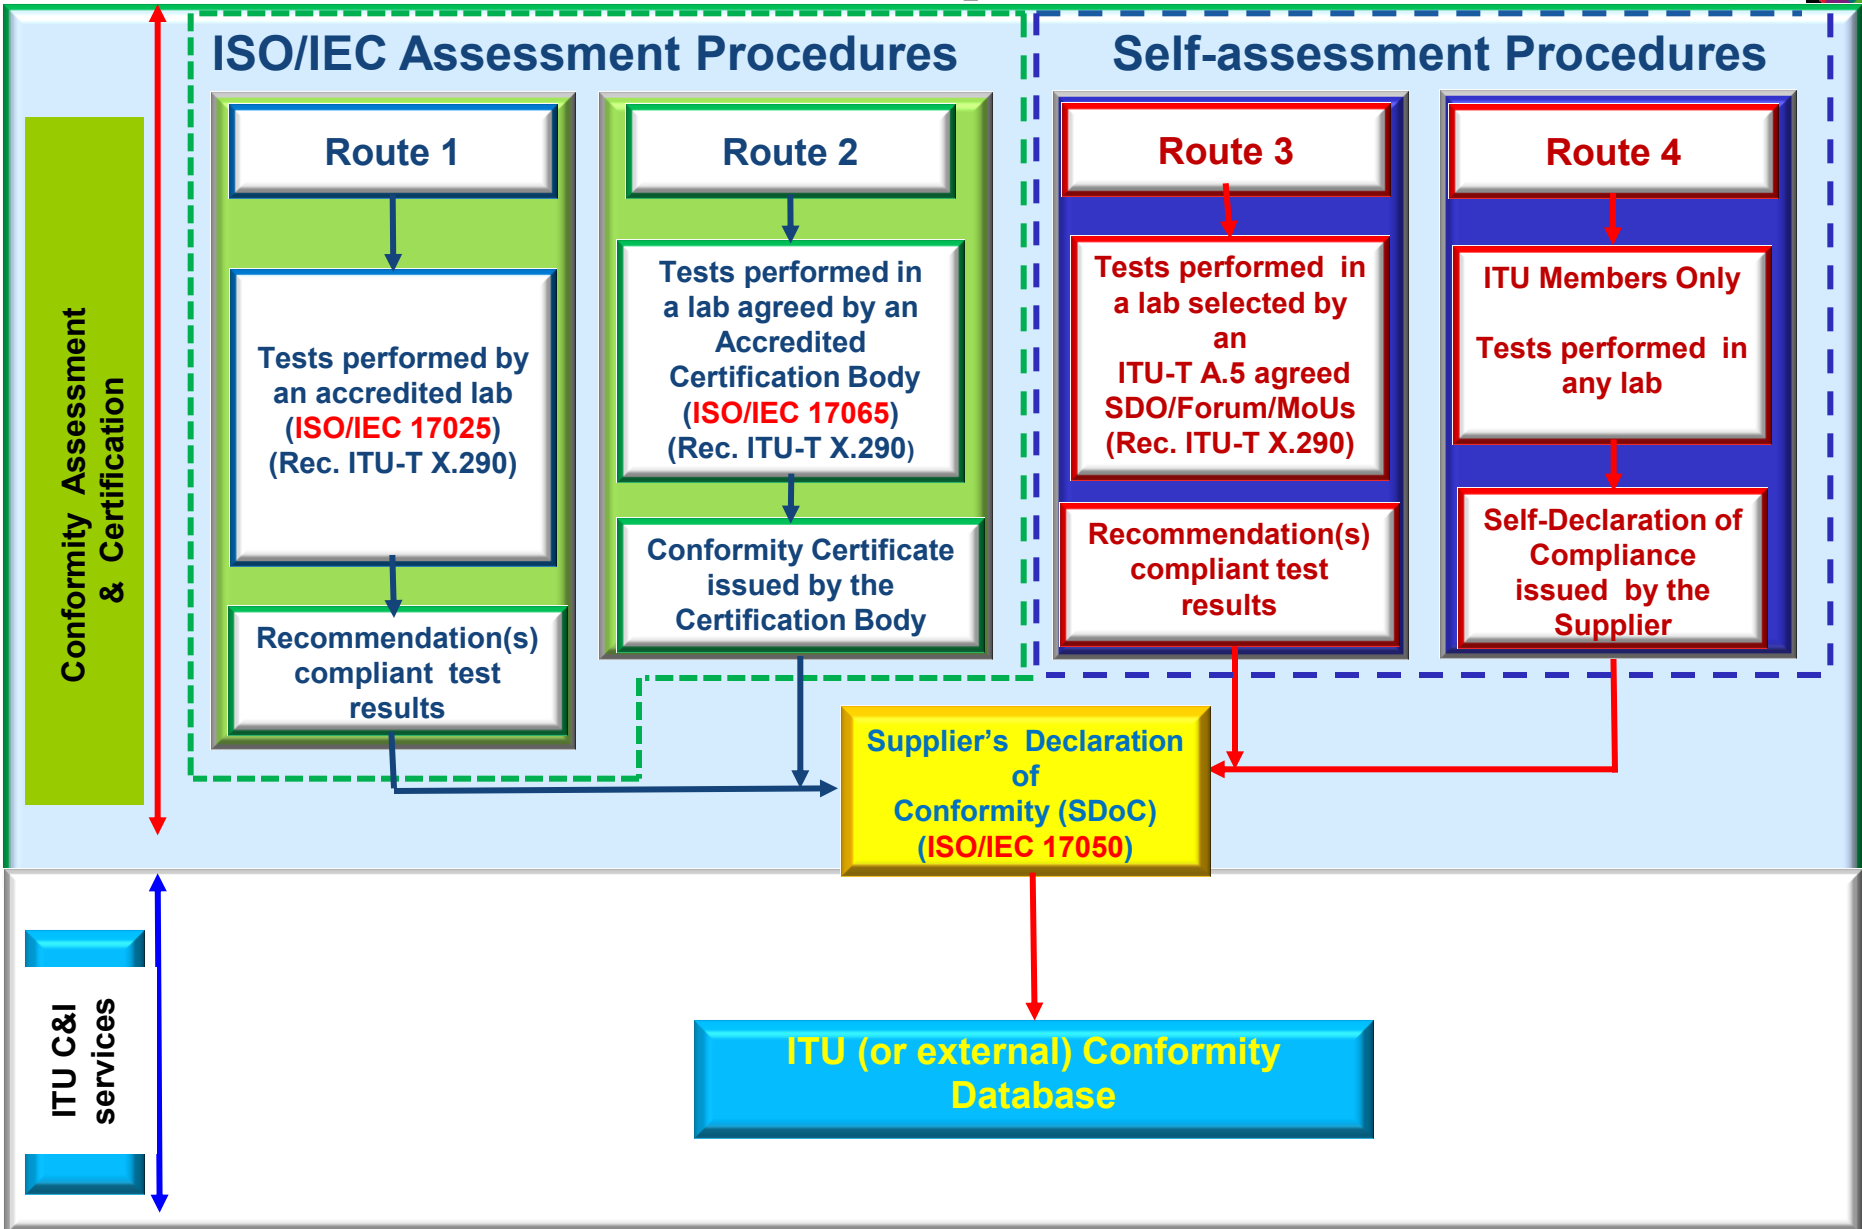 ISO/IEC Assessment Procedures
Self-assessment Procedures
Conformity Assessment
& Certification
Route 1
Tests performed by
an accredited lab
(ISO/IEC 17025)
(Rec. ITU-T X.290)
Recommendation(s)
compliant test
results
Route 2
Tests performed in
a lab agreed by an
Accredited
Certification Body
(ISO/IEC 17065)
(Rec. ITU-T X.290)
Conformity Certificate
issued by the
Certification Body
Route 3
Tests performed in
a lab selected by
an
ITU-T A.5 agreed
SDO/Forum/MoUs
(Rec. ITU-T X.290)
Recommendation(s)
compliant test
results
Route 4
ITU Members Only
Tests performed in
any lab
Self-Declaration of
Compliance
issued by the
Supplier
Supplier’s Declaration
of
Conformity (SDoC)
(ISO/IEC 17050)
ITU C&I
services
ITU (or external) Conformity
Database